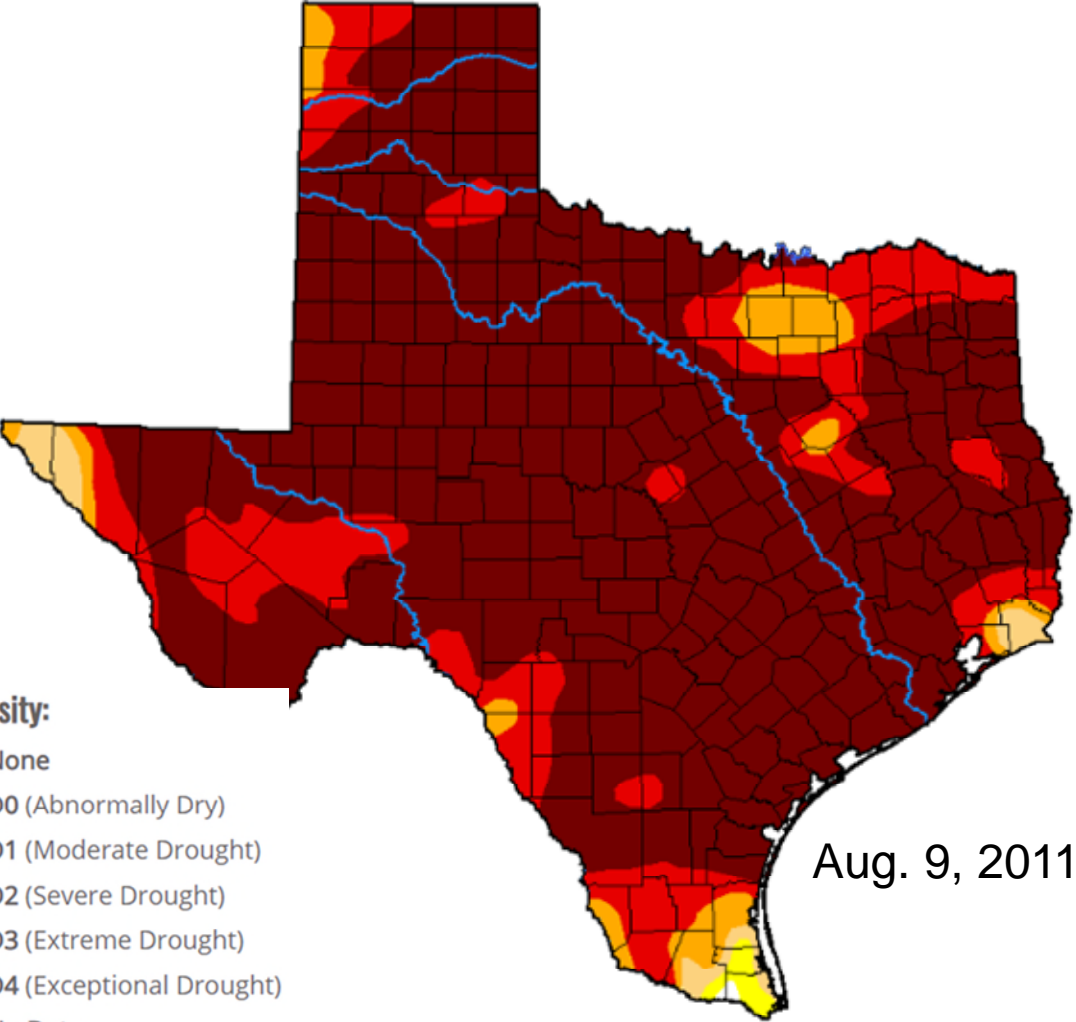 sity:
None
D0 (Abnormally Dry)
D1 (Moderate Drought)
D2 (Severe Drought)
D3 (Extreme Drought)
D4 (Exceptional Drought)
Aug. 9, 2011